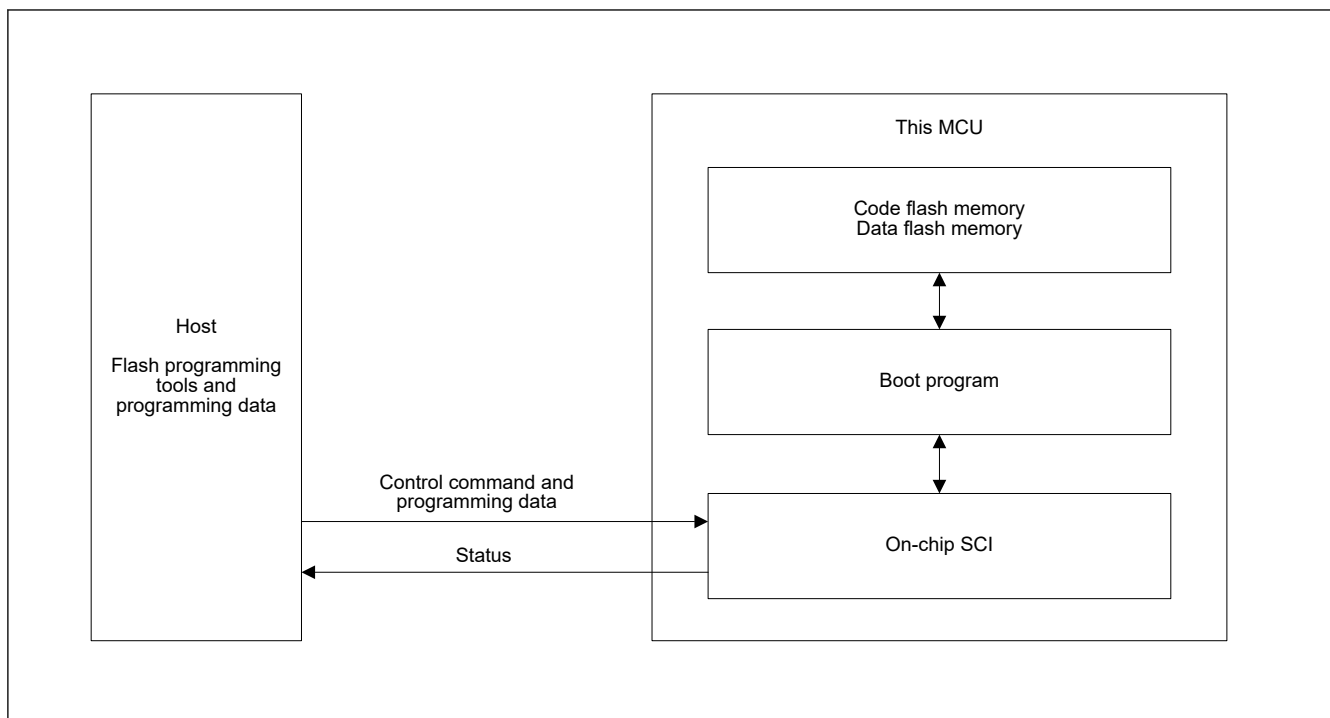 Host
Flash programming
tools and
programming data
Control command and
programming data
Status
This MCU
Code flash memory
Data flash memory
Boot program
On-chip SCI